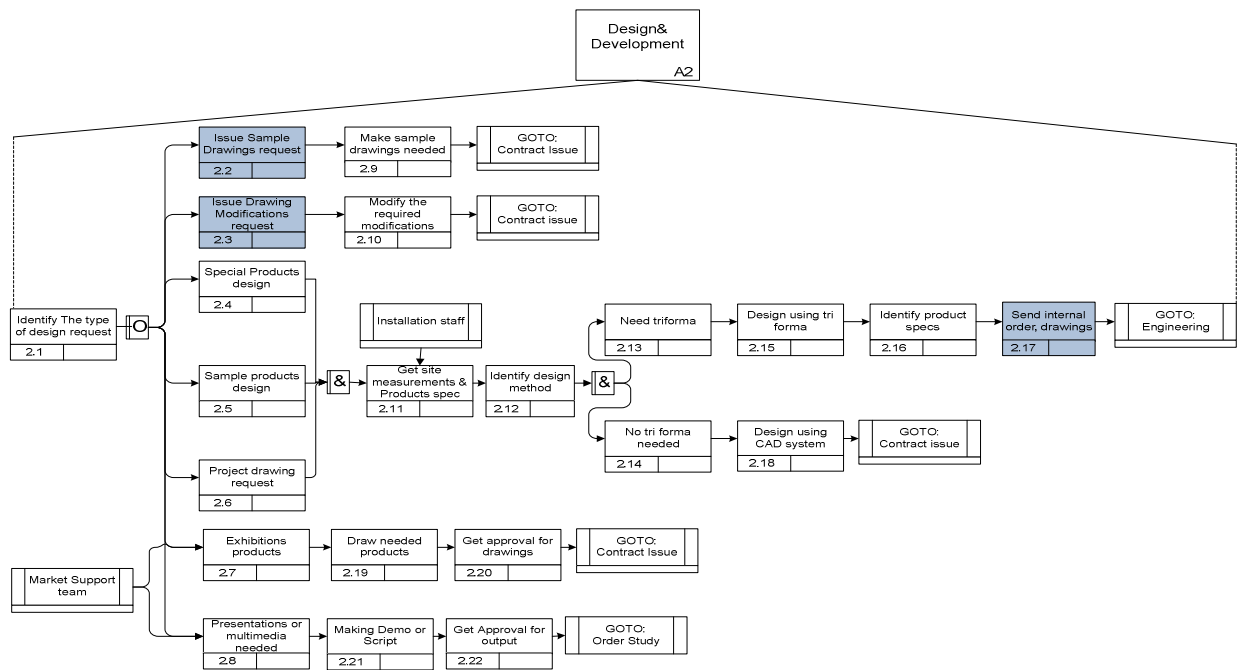 Design&
Development
A2
Issue Sample
Drawings request
2.2
Make sample
drawings needed
2.9
GOTO:
Contract Issue
Issue Drawing
Modifications
request
2.3
Modify the
required
modifications
2.10
GOTO:
Contract issue
Special Products
design
2.4
Identify The type
of design request
2.1
O
Installation staff
Need triforma
2.13
Design using tri
forma
2.15
Identify product
specs
2.16
Send internal
order, drawings
2.17
GOTO:
Engineering
Sample products
design
2.5
&
Get site
measurements &
Products spec
2.11
Identify design
method
2.12
&
No tri forma
needed
2.14
Design using
CAD system
2.18
GOTO:
Contract issue
Project drawing
request
2.6
Exhibitions
products
2.7
Draw needed
products
2.19
Get approval for
drawings
2.20
GOTO:
Contract Issue
Market Support
team
Presentations or
multimedia
needed
2.8
Making Demo or
Script
2.21
Get Approval for
output
2.22
GOTO:
Order Study